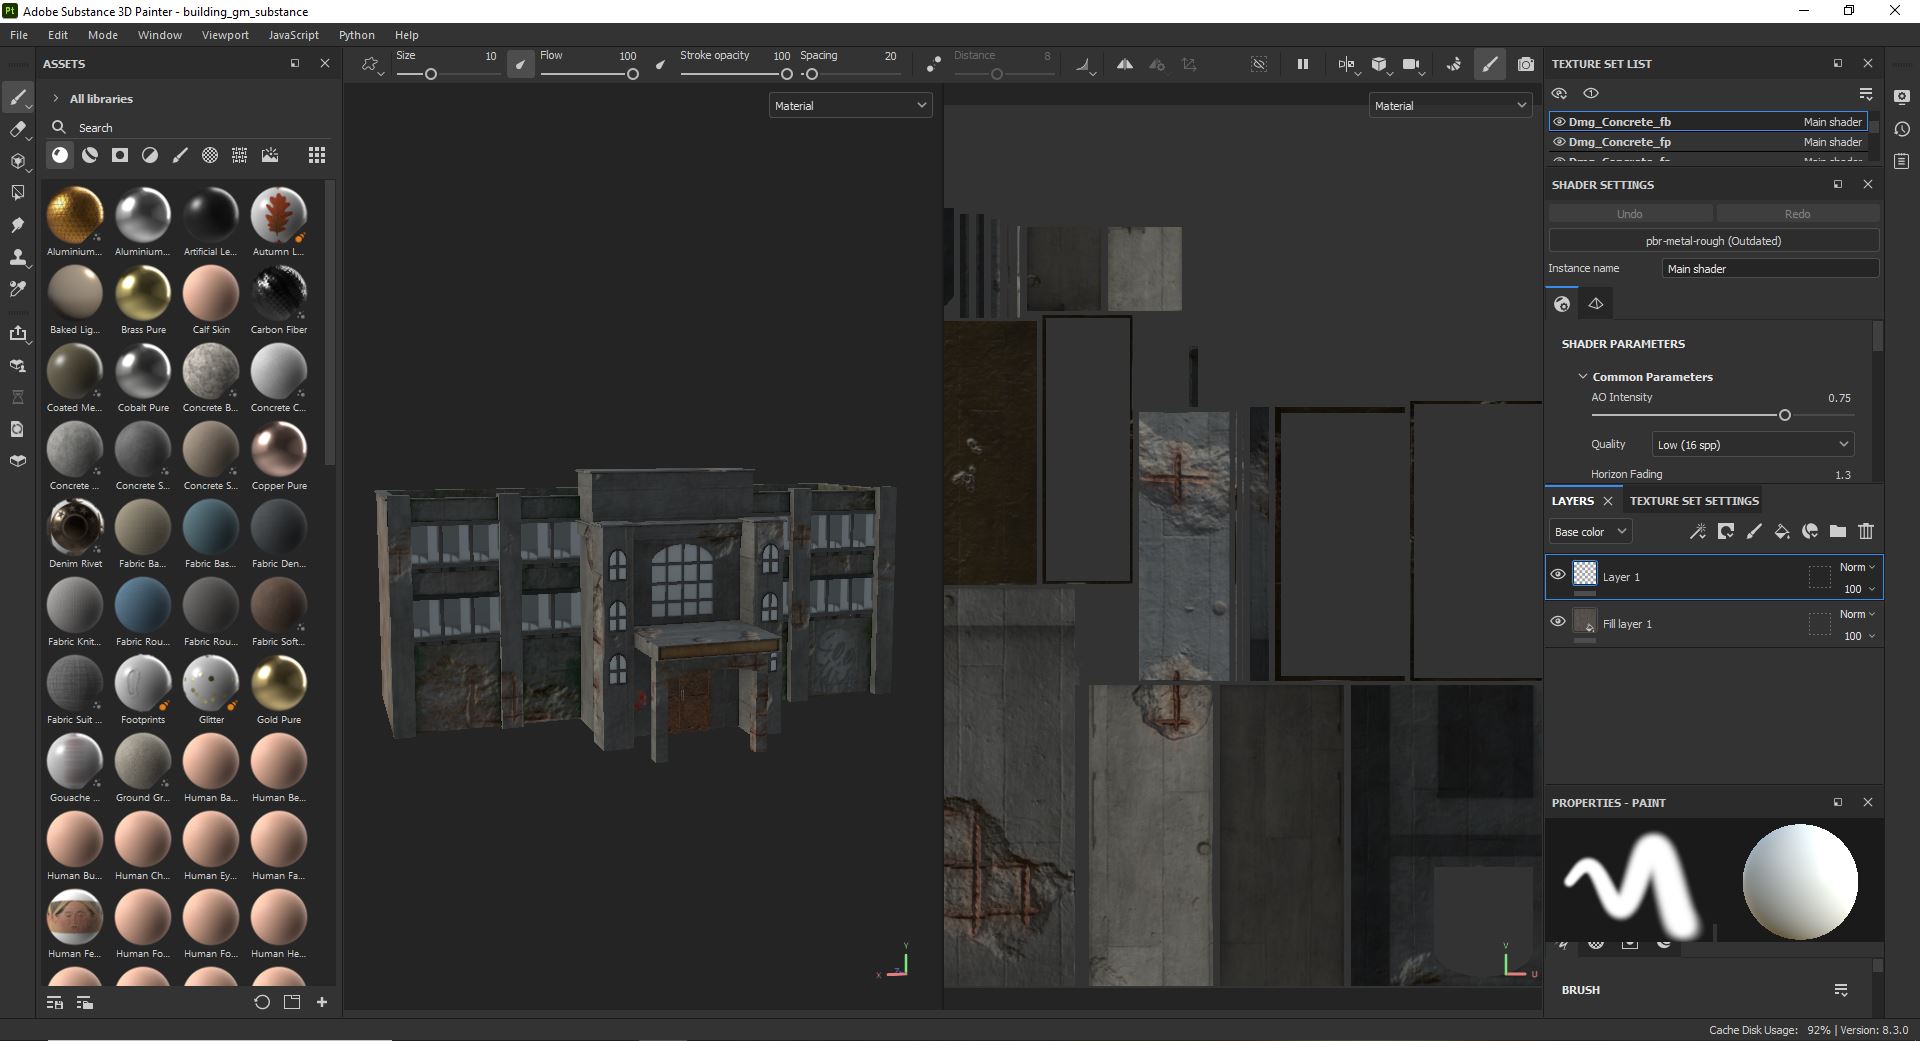 Pt Adobe Substance 3D Painter - building_gm_substance
File Edit Mode Window Viewport JavaScript Python Help
ASSETS
All libraries
Search
Aluminium... Aluminium... Artificial Le... Autumn L...
Baked Lig... Brass Pure Calf Skin Carbon Fiber
Coated Me... Cobalt Pure Concrete B... Concrete C...
Concrete ... Concrete S... Concrete S... Copper Pure
Denim Rivet Fabric Ba... Fabric Bas... Fabric Den...
Fabric Knit... Fabric Rou... Fabric Rou... Fabric Soft...
Fabric Suit ... Footprints Glitter Gold Pure
Gouache ... Ground Gr... Human Ba... Human Be...
Human Bu... Human Ch... Human Ey... Human Fa...
Human Fe... Human Fo... Human Fo... Human He...
Size 10 Flow 100 Stroke opacity 100 Spacing 20 Distance 8
Material
Material
Y
X
Z
V
U
TEXTURE SET LIST
Dmg_Concrete_fb Main shader
Dmg_Concrete_fp Main shader
SHADER SETTINGS
Undo Redo
pbr-metal-rough (Outdated)
Instance name Main shader
SHADER PARAMETERS
Common Parameters
AO Intensity 0.75
Quality Low (16 spp)
Horizon Fading 1.3
LAYERS TEXTURE SET SETTINGS
Base color
Layer 1 Norm 100
Fill layer 1 Norm 100
PROPERTIES - PAINT
BRUSH
Cache Disk Usage: 92% | Version: 8.3.0